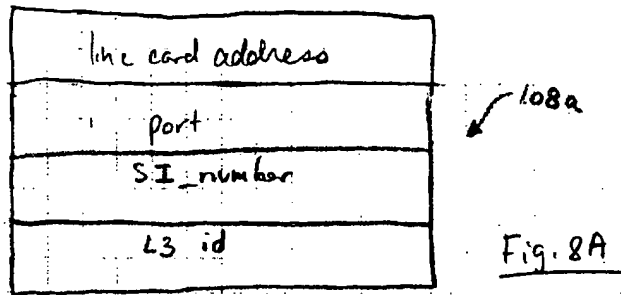 line card address
port
108a
SI_number
L3 id
Fig. 8A